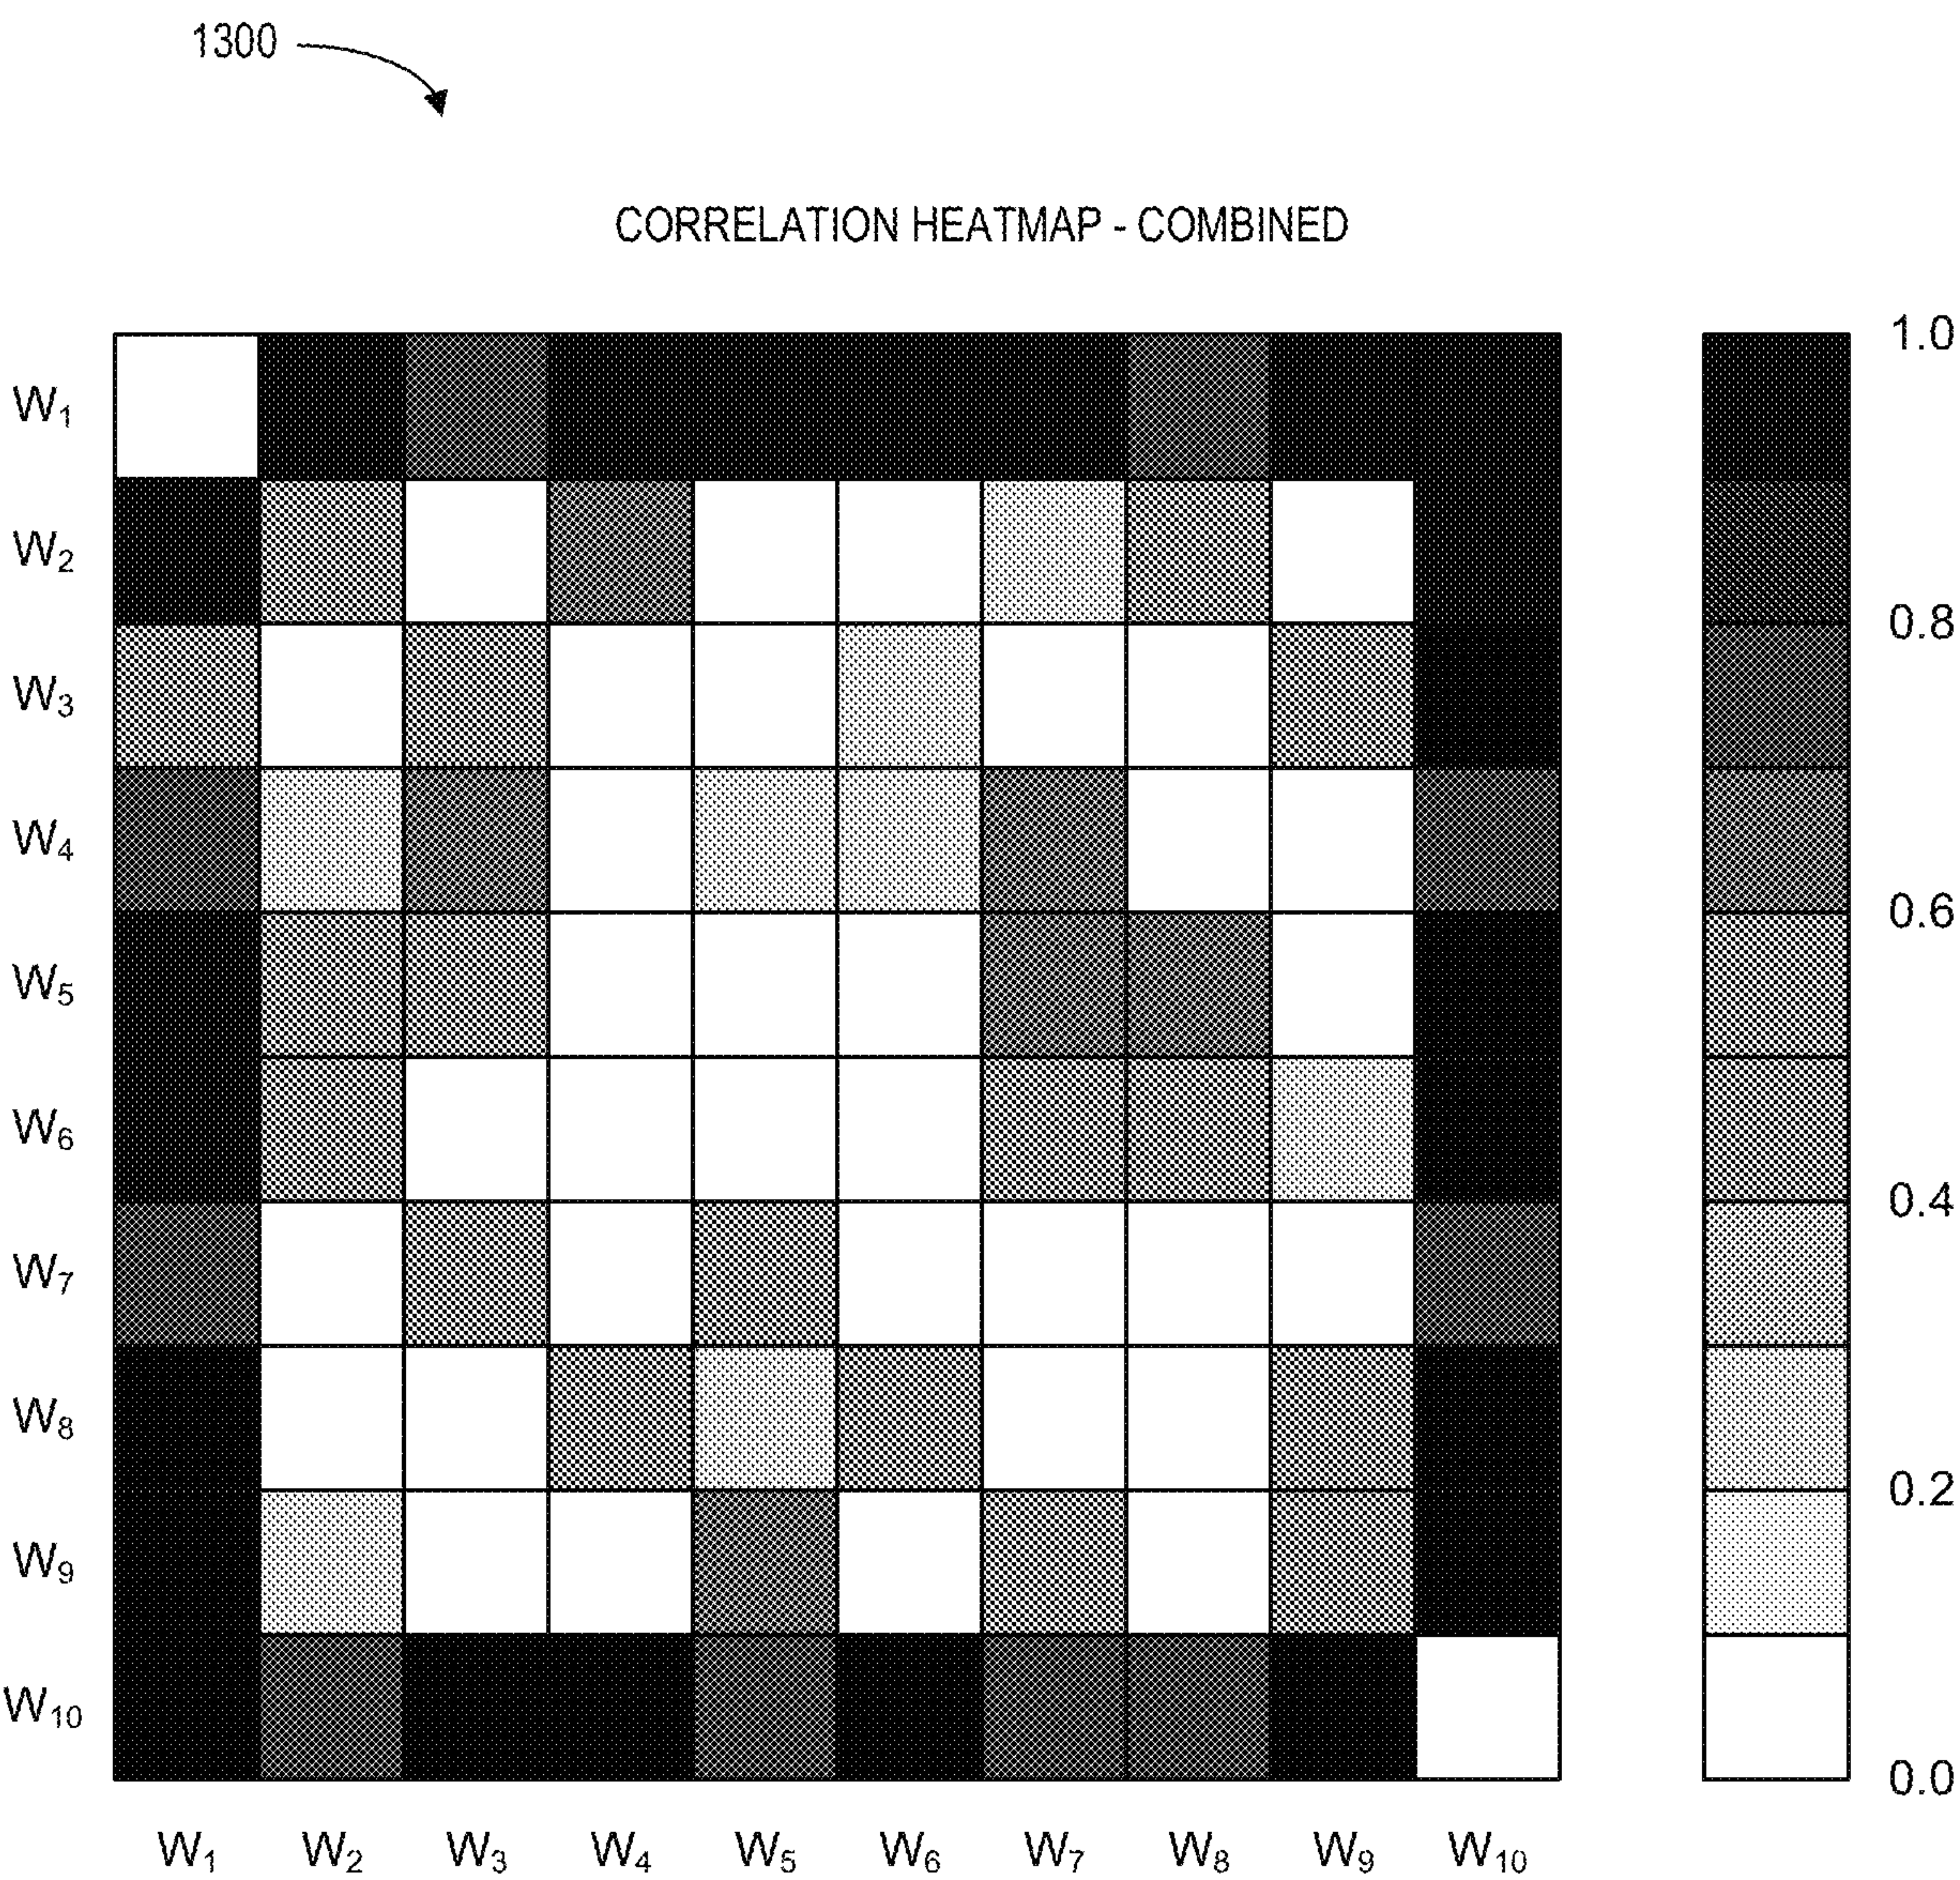 1300
CORRELATION HEATMAP - COMBINED
1.0
W₁
W₂
0.8
W₃
W₄
0.6
W₅
W₆
0.4
W₇
W₈
0.2
W₉
W₁₀
0.0
W₁ W₂ W₃ W₄ W₅ W₆ W₇ W₈ W₉ W₁₀